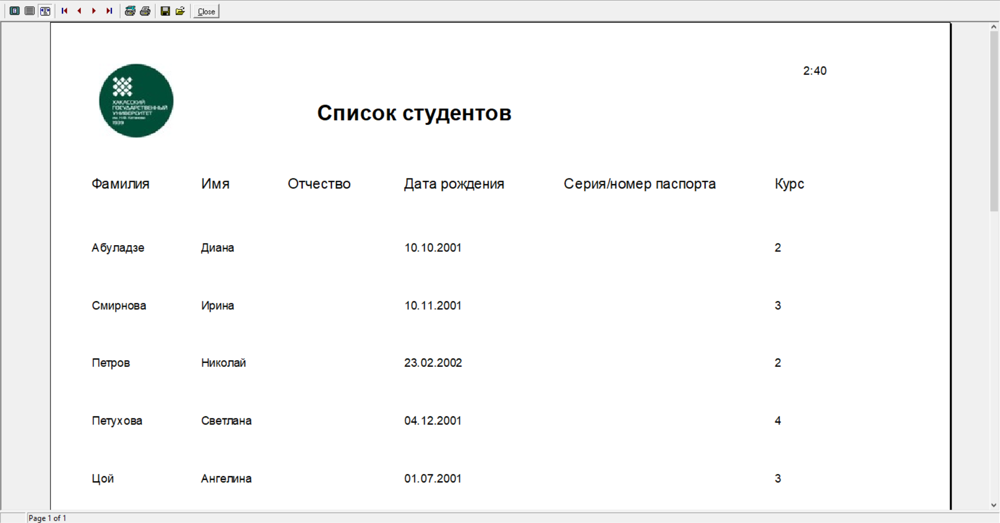 Close
2:40
ХАКАССКИЙ
ГОСУДАРСТВЕННЫЙ
УНИВЕРСИТЕТ
им. Н.Ф. Катанова
1939
Список студентов
Фамилия Имя Отчество Дата рождения Серия/номер паспорта Курс
Абуладзе Диана 10.10.2001 2
Смирнова Ирина 10.11.2001 3
Петров Николай 23.02.2002 2
Петухова Светлана 04.12.2001 4
Цой Ангелина 01.07.2001 3
Page 1 of 1